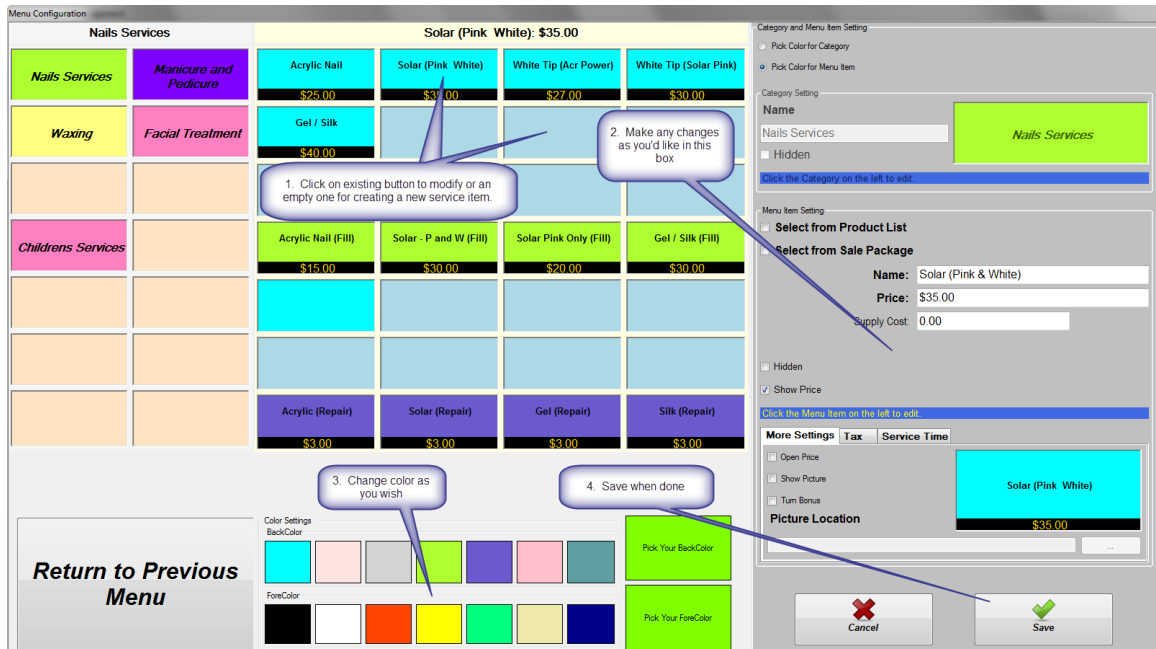 Menu Configuration
Nails Services
Solar (Pink  White): $35.00
Nails Services
Manicure and
Pedicure
Waxing
Facial Treatment
Childrens Services
Acrylic Nail
$25.00
Solar (Pink  White)
White Tip (Acr Power)
$27.00
White Tip (Solar Pink)
$30.00
Gel / Silk
$40.00
1.  Click on existing button to modify or an
empty one for creating a new service item.
2.  Make any changes
as you'd like in this
box
Acrylic Nail (Fill)
$15.00
Solar - P and W (Fill)
$30.00
Solar Pink Only (Fill)
$20.00
Gel / Silk (Fill)
$30.00
Acrylic (Repair)
$3.00
Solar (Repair)
$3.00
Gel (Repair)
$3.00
Silk (Repair)
$3.00
3.  Change color as
you wish
4.  Save when done
Return to Previous
Menu
Color Settings
BackColor
Pick Your BackColor
ForeColor
Pick Your ForeColor
Category and Menu Item Setting
Pick Color for Category
Pick Color for Menu Item
Category Setting
Name
Nails Services
Nails Services
Hidden
Click the Category on the left to edit.
Menu Item Setting
Select from Product List
Select from Sale Package
Name: Solar (Pink & White)
Price: $35.00
Supply Cost: 0.00
Hidden
Show Price
Click the Menu Item on the left to edit.
More Settings Tax Service Time
Open Price
Show Picture
Turn Bonus
Picture Location
Solar (Pink  White)
$35.00
...
Cancel
Save